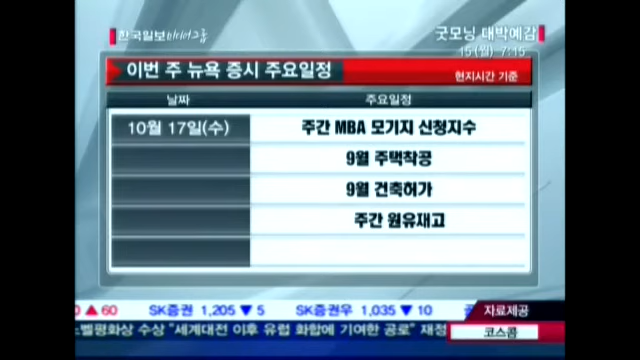 한국일보 미디어그룹
굿모닝 대박예감
15(월) 7:15
이번 주 뉴욕 증시 주요일정
현지시간 기준
날짜 주요일정
10월 17일(수) 주간 MBA 모기지 신청지수
9월 주택착공
9월 건축허가
주간 원유재고
0 ▲ 60 SK증권 1,205 ▼ 5 SK증권우 1,035 ▼ 10
자료제공
노벨평화상 수상 "세계대전 이후 유럽 화합에 기여한 공로" 재정
코스콤